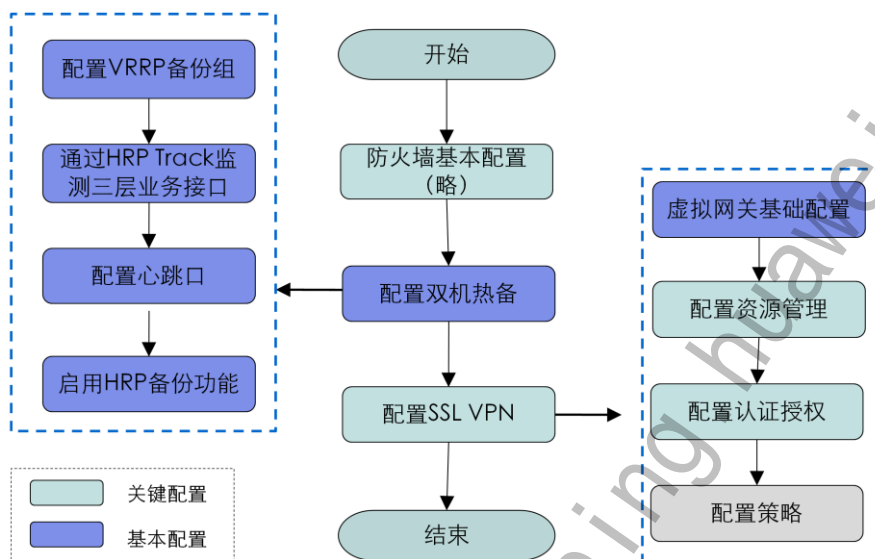 配置VRRP备份组
通过HRP Track监
测三层业务接口
配置心跳口
启用HRP备份功能
关键配置
基本配置
开始
防火墙基本配置
（略）
配置双机热备
配置SSL VPN
结束
虚拟网关基础配置
配置资源管理
配置认证授权
配置策略
ing huawei